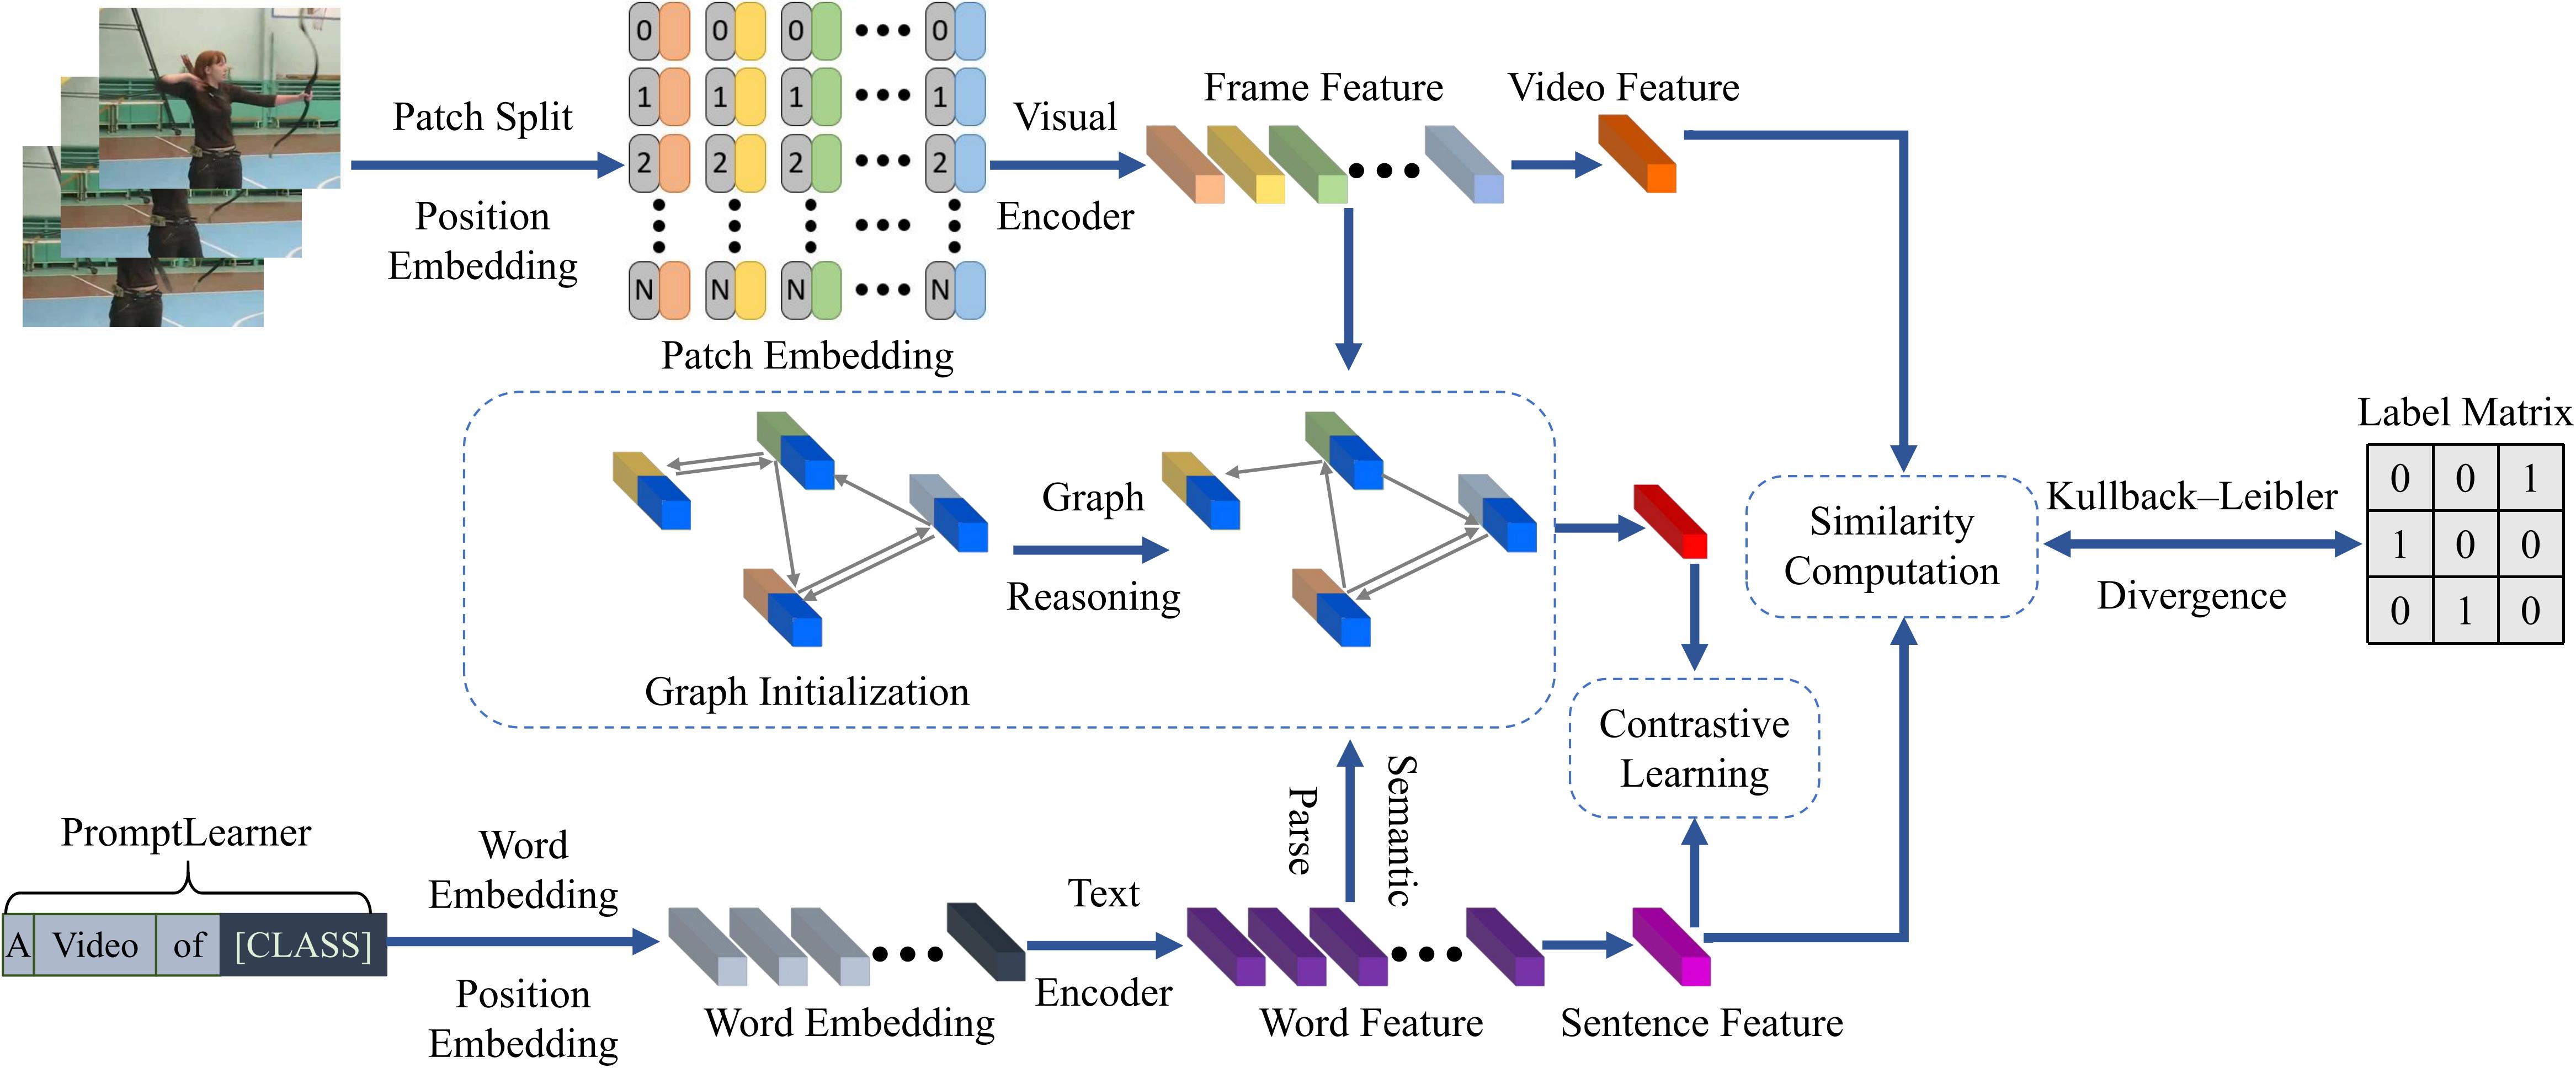 0 0 0 0
1 1 1 1
2 2 2 2
N N N N
Patch Split
Position
Embedding
Patch Embedding
Visual
Encoder
Frame Feature
Video Feature
Graph
Reasoning
Graph Initialization
Similarity
Computation
Kullback–Leibler
Divergence
Label Matrix
0 0 1
1 0 0
0 1 0
Contrastive
Learning
Semantic
Parse
PromptLearner
A Video of [CLASS]
Word
Embedding
Position
Embedding
Word Embedding
Text
Encoder
Word Feature
Sentence Feature